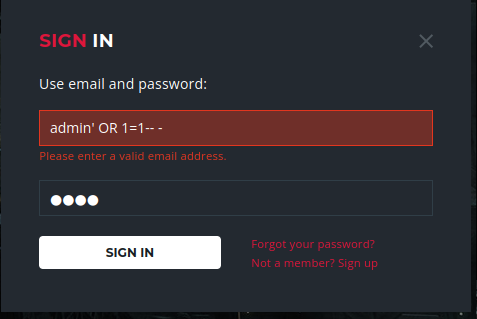 SIGN IN
Use email and password:
admin' OR 1=1-- -
Please enter a valid email address.
●●●●
SIGN IN
Forgot your password?
Not a member? Sign up